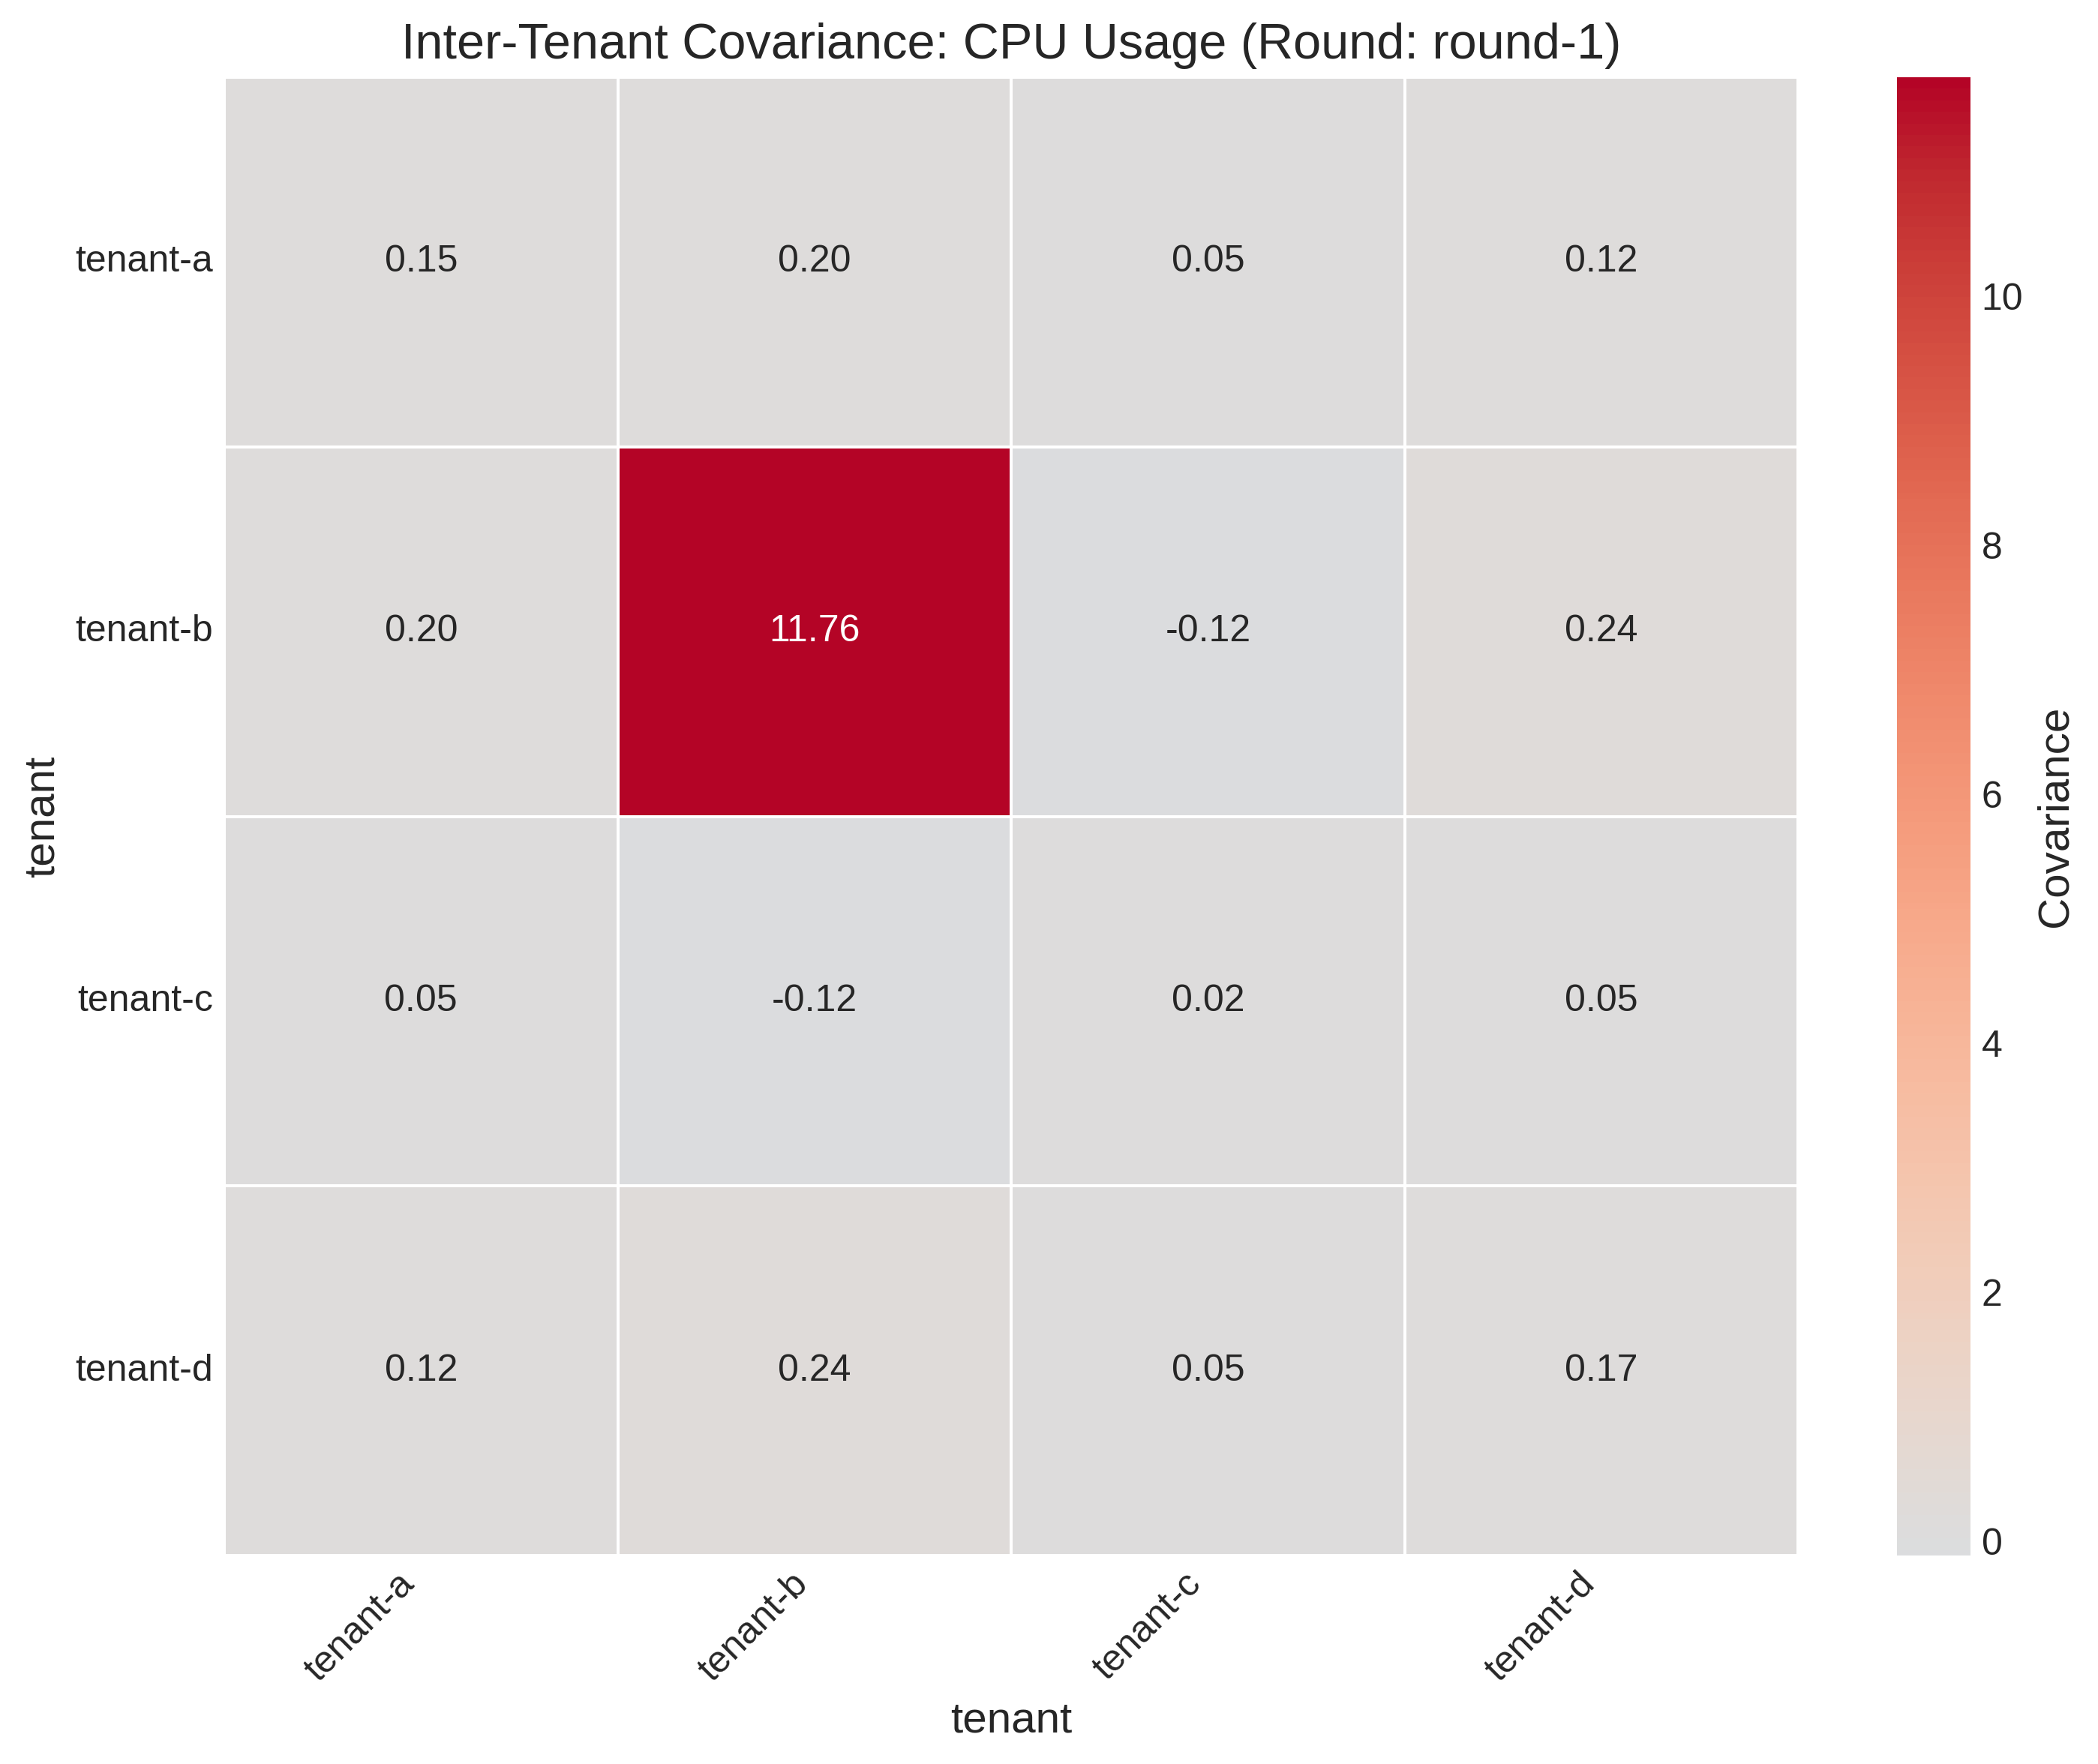 Inter-Tenant Covariance: CPU Usage (Round: round-1)
tenant-a 0.15 0.20 0.05 0.12
tenant-b 0.20 11.76 -0.12 0.24
tenant-c 0.05 -0.12 0.02 0.05
tenant-d 0.12 0.24 0.05 0.17
tenant
tenant-a tenant-b tenant-c tenant-d
tenant
10
8
6
4
2
0
Covariance